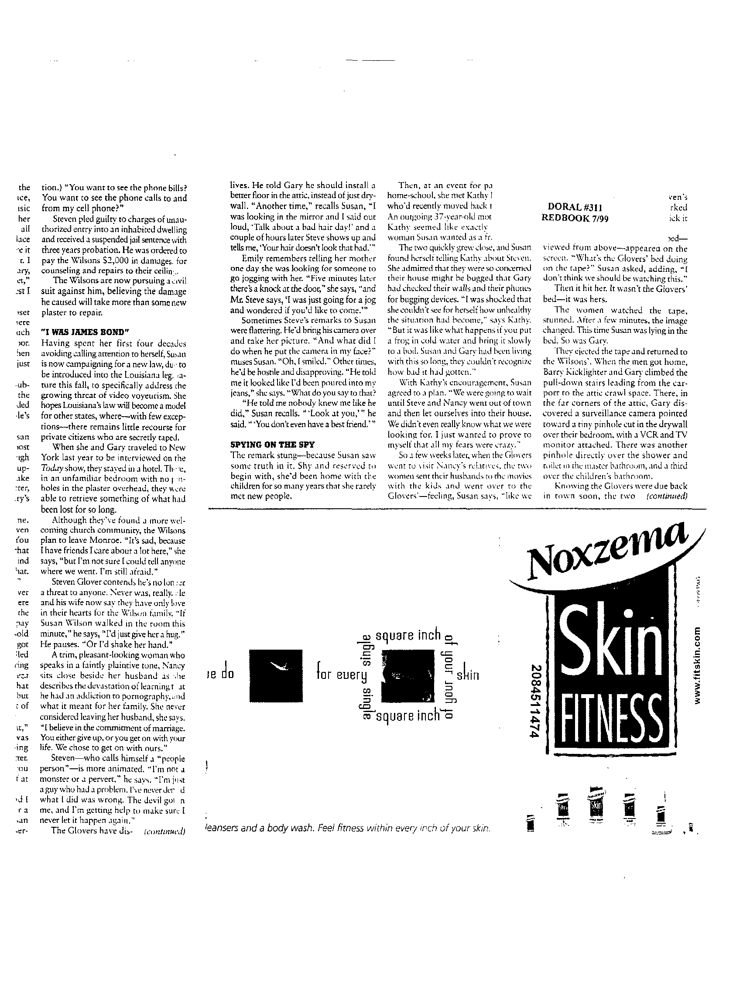 the
ice,
isic
her
all
lace
e it
t. I
ary,
et,"
ist I
iset
vere
uch
sor.
hen
just
-ub-
the
ded
-le's
san
nost
ugh
up-
ake
ter,
ry's
ne.
ven
fou
that
ind
hat.
ver
ere
the
pay
-old
got
lled
ring
hat
but
t of
it,"
vas
-ing
ou
f at
r a
tion.) "You want to see the phone bills?
You want to see the phone calls to and
from my cell phone?"
Steven pled guilty to charges of unau-
thorized entry into an inhabited dwelling
and received a suspended jail sentence with
three years probation. He was ordered to
pay the Wilsons $2,000 in damages, for
counseling and repairs to their ceiling.
The Wilsons are now pursuing a civil
suit against him, believing the damage
he caused will take more than some new
plaster to repair.
"I WAS JAMES BOND"
Having spent her first four decades
avoiding calling attention to herself, Susan
is now campaigning for a new law, due to
be introduced into the Louisiana legisla-
ture this fall, to specifically address the
growing threat of video voyeurism. She
hopes Louisiana's law will become a model
for other states, where—with few excep-
tions—there remains little recourse for
private citizens who are secretly taped.
When she and Gary traveled to New
York last year to be interviewed on the
Today show, they stayed in a hotel. There,
in an unfamiliar bedroom with no pin-
holes in the plaster overhead, they were
able to retrieve something of what had
been lost for so long.
Although they've found a more wel-
coming church community, the Wilsons
plan to leave Monroe. "It's sad, because
I have friends I care about a lot here," she
says, "but I'm not sure I could tell anyone
where we went. I'm still afraid."
Steven Glover contends he's no longer
a threat to anyone. Never was, really. He
and his wife now say they have only love
in their hearts for the Wilson family. "If
Susan Wilson walked in the room this
minute," he says, "I'd just give her a hug."
He pauses. "Or I'd shake her hand."
A trim, pleasant-looking woman who
speaks in a faintly plaintive tone, Nancy
sits close beside her husband as she
describes the devastation of learning that
he had an addiction to pornography, and
what it meant for her family. She never
considered leaving her husband, she says.
"I believe in the commitment of marriage.
You either give up, or you get on with your
life. We chose to get on with ours."
Steven—who calls himself a "people
person"—is more animated. "I'm not a
monster or a pervert," he says. "I'm just
a guy who had a problem. I've never denied
what I did was wrong. The devil got in
me, and I'm getting help to make sure I
never let it happen again."
The Glovers have dis- (continued)
lives. He told Gary he should install a
better floor in the attic, instead of just dry-
wall. "Another time," recalls Susan, "I
was looking in the mirror and I said out
loud, 'Talk about a bad hair day!' and a
couple of hours later Steve shows up and
tells me, 'Your hair doesn't look that bad.'"
Emily remembers telling her mother
one day she was looking for someone to
go jogging with her. "Five minutes later
there's a knock at the door," she says, "and
Mr. Steve says, 'I was just going for a jog
and wondered if you'd like to come.'"
Sometimes Steve's remarks to Susan
were flattering. He'd bring his camera over
and take her picture. "And what did I
do when he put the camera in my face?"
muses Susan. "Oh, I smiled." Other times,
he'd be hostile and disapproving. "He told
me it looked like I'd been poured into my
jeans," she says. "What do you say to that?
"He told me nobody knew me like he
did," Susan recalls. "'Look at you,'" he
said. "'You don't even have a best friend.'"
SPYING ON THE SPY
The remark stung—because Susan saw
some truth in it. Shy and reserved to
begin with, she'd been home with the
children for so many years that she rarely
met new people.
Then, at an event for pa
home-school, she met Kathy
who'd recently moved back
An outgoing 37-year-old mot
Kathy seemed like exactly
woman Susan wanted as a fr
The two quickly grew close, and Susan
found herself telling Kathy about Steven.
She admitted that they were so concerned
their house might be bugged that Gary
had checked their walls and their phones
for bugging devices. "I was shocked that
she couldn't see for herself how unhealthy
the situation had become," says Kathy.
"But it was like what happens if you put
a frog in cold water and bring it slowly
to a boil. Susan and Gary had been living
with this so long, they couldn't recognize
how bad it had gotten."
With Kathy's encouragement, Susan
agreed to a plan. "We were going to wait
until Steve and Nancy went out of town
and then let ourselves into their house.
We didn't even really know what we were
looking for. I just wanted to prove to
myself that all my fears were crazy."
So a few weeks later, when the Glovers
went to visit Nancy's relatives, the two
women sent their husbands to the movies
with the kids and went over to the
Glovers'—feeling, Susan says, "like we
DORAL #311
REDBOOK 7/99
ven's
rked
ick it
viewed from above—appeared on the
screen. "What's the Glovers' bed doing
on the tape?" Susan asked, adding, "I
don't think we should be watching this."
Then it hit her. It wasn't the Glovers'
bed—it was hers.
The women watched the tape,
stunned. After a few minutes, the image
changed. This time Susan was lying in the
bed. So was Gary.
They ejected the tape and returned to
the Wilsons'. When the men got home,
Barry Kicklighter and Gary climbed the
pull-down stairs leading from the car-
port to the attic crawl space. There, in
the far corners of the attic, Gary dis-
covered a surveillance camera pointed
toward a tiny pinhole cut in the drywall
over their bedroom, with a VCR and TV
monitor attached. There was another
pinhole directly over the shower and
toilet in the master bathroom, and a third
over the children's bathroom.
Knowing the Glovers were due back
in town soon, the two (continued)
Noxzema
Skin
FITNESS
www.fitskin.com
2084511474
e do
for every
single
square inch
of
your
skin
single
square inch
of
leansers and a body wash. Feel fitness within every inch of your skin.